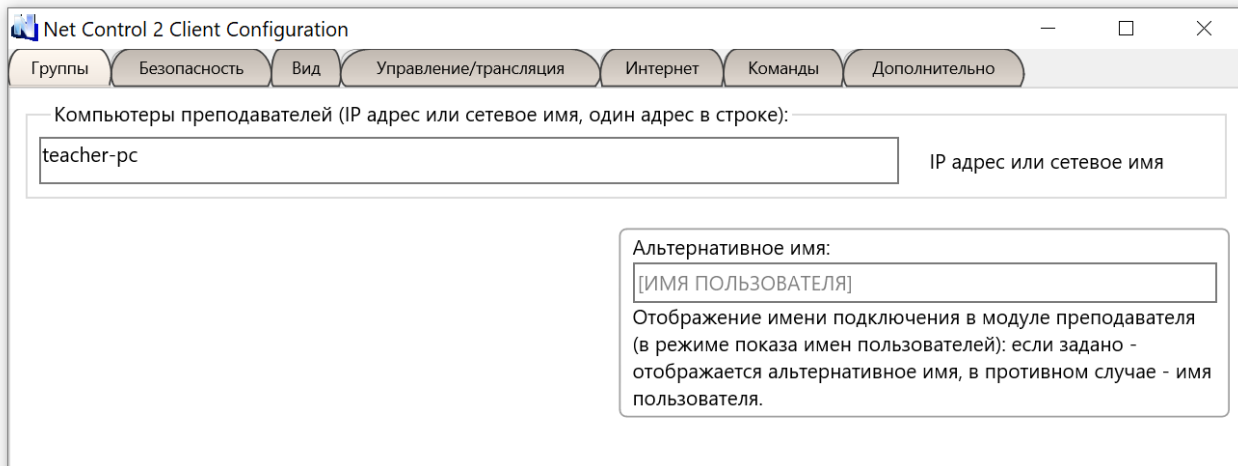 Net Control 2 Client Configuration
Группы Безопасность Вид Управление/трансляция Интернет Команды Дополнительно
Компьютеры преподавателей (IP адрес или сетевое имя, один адрес в строке):
teacher-pc
IP адрес или сетевое имя
Альтернативное имя:
[ИМЯ ПОЛЬЗОВАТЕЛЯ]
Отображение имени подключения в модуле преподавателя
(в режиме показа имен пользователей): если задано -
отображается альтернативное имя, в противном случае - имя
пользователя.